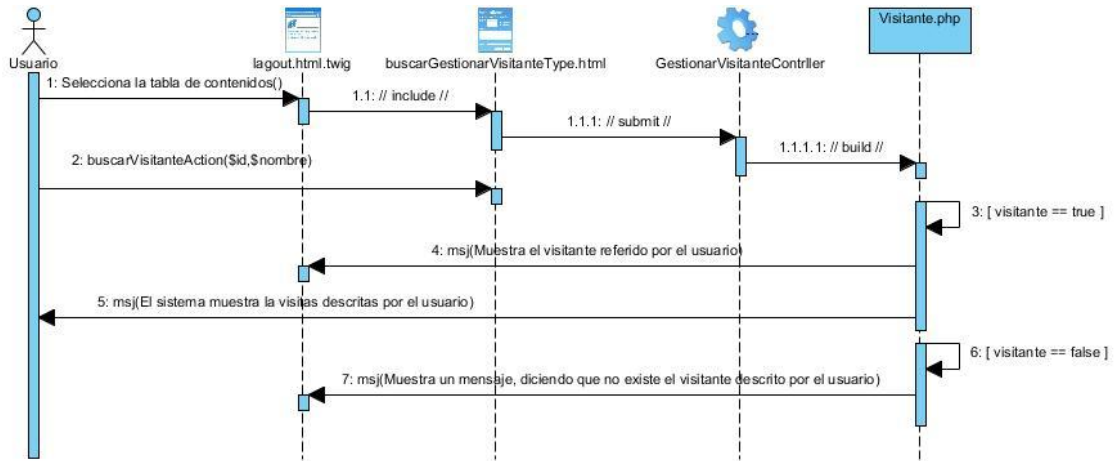 Visitante.php
Usuario
lagout.html.twig
buscarGestionarVisitanteType.html
GestionarVisitanteContrller
1: Selecciona la tabla de contenidos()
1.1: // include //
1.1.1: // submit //
1.1.1.1: // build //
2: buscarVisitanteAction($id,$nombre)
3: [ visitante == true ]
4: msj(Muestra el visitante referido por el usuario)
5: msj(El sistema muestra la visitas descritas por el usuario)
6: [ visitante == false ]
7: msj(Muestra un mensaje, diciendo que no existe el visitante descrito por el usuario)